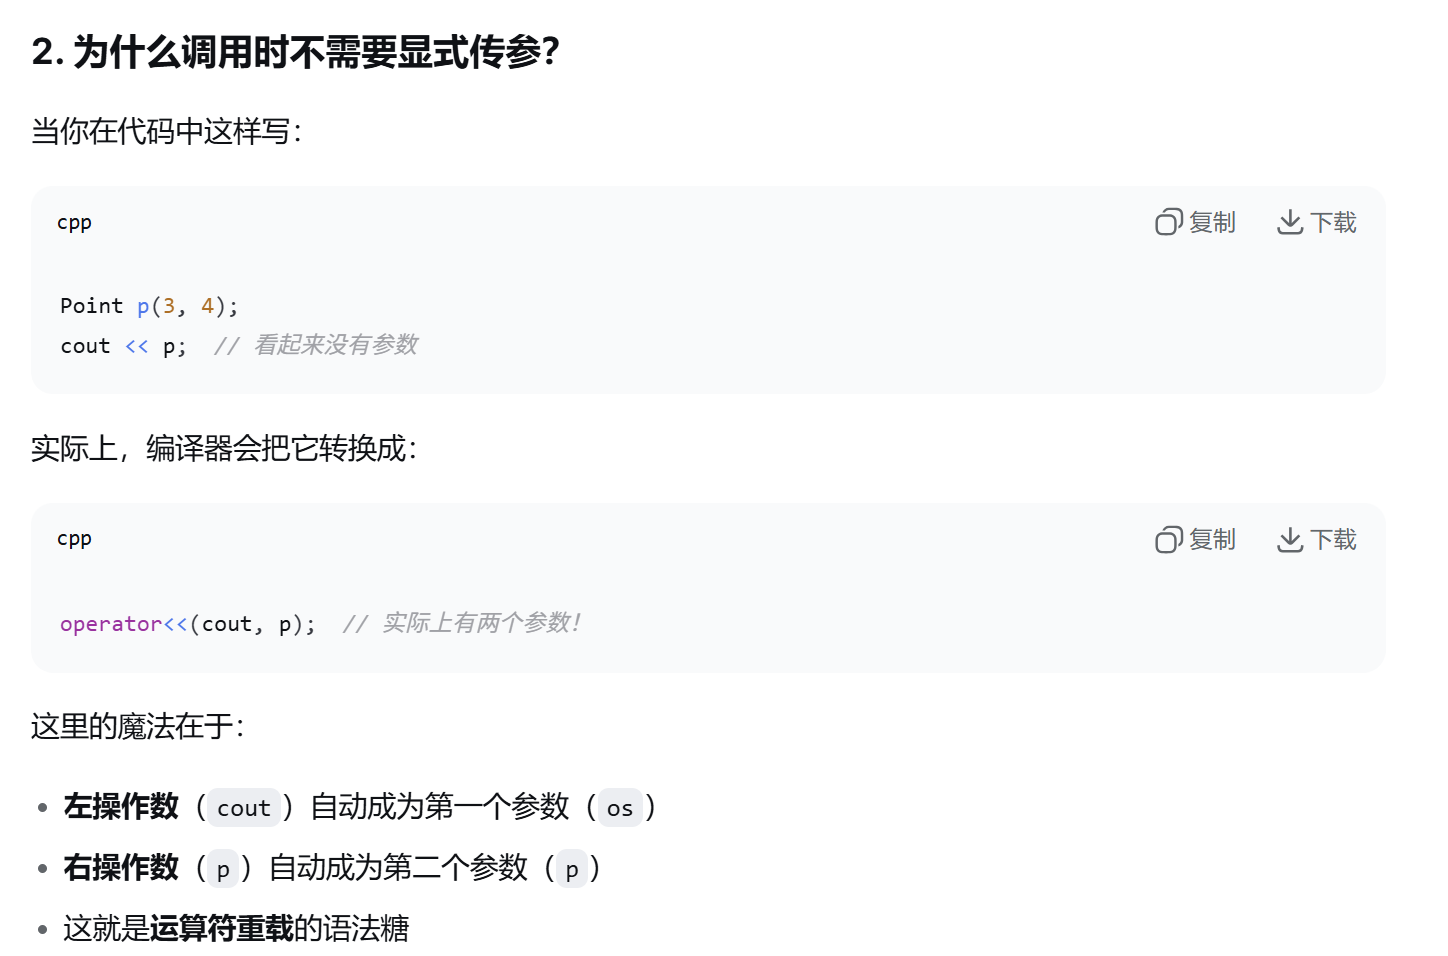 2. 为什么调用时不需要显式传参？
当你在代码中这样写：
cpp
复制
下载
Point p(3, 4);
cout << p;  // 看起来没有参数
实际上，编译器会把它转换成：
cpp
复制
下载
operator<<(cout, p);  // 实际上有两个参数！
这里的魔法在于：
• 左操作数（cout）自动成为第一个参数（os）
• 右操作数（p）自动成为第二个参数（p）
• 这就是运算符重载的语法糖